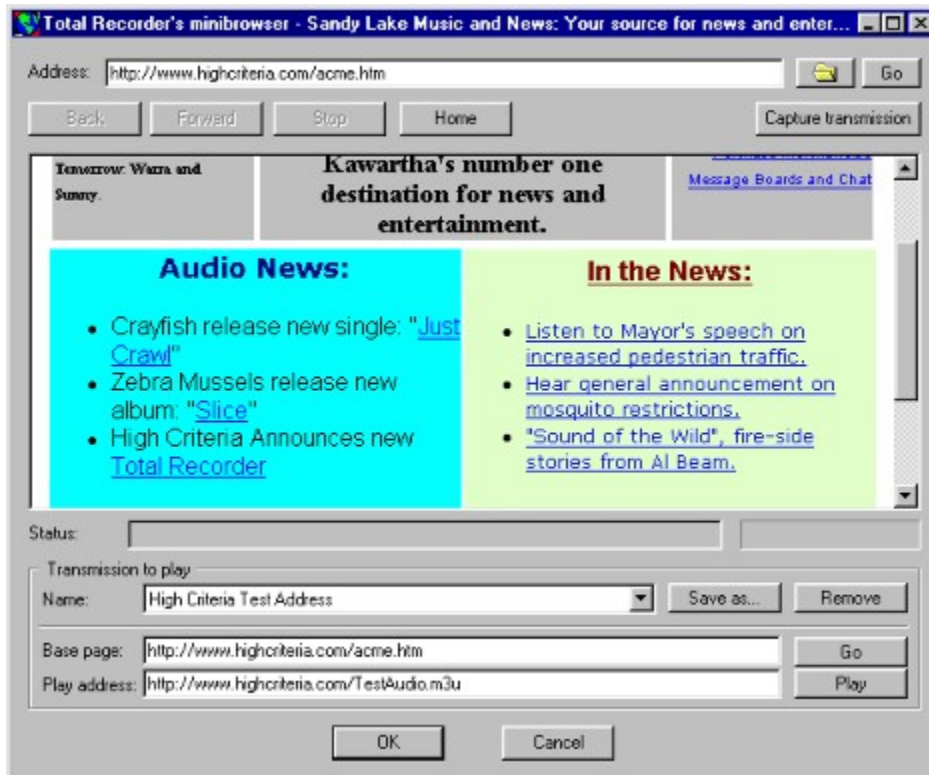 Total Recorder's minibrowser - Sandy Lake Music and News: Your source for news and enter...
Address: http://www.highcriteria.com/acme.htm Go
Back Forward Stop Home Capture transmission
Tomorrow: Warm and
Sunny.
Kawartha's number one
destination for news and
entertainment.
Message Boards and Chat
Audio News:
Crayfish release new single: "Just
Crawl"
Zebra Mussels release new
album: "Slice"
High Criteria Announces new
Total Recorder
In the News:
Listen to Mayor's speech on
increased pedestrian traffic.
Hear general announcement on
mosquito restrictions.
"Sound of the Wild", fire-side
stories from Al Beam.
Status:
Transmission to play
Name: High Criteria Test Address Save as... Remove
Base page: http://www.highcriteria.com/acme.htm Go
Play address: http://www.highcriteria.com/TestAudio.m3u Play
OK Cancel